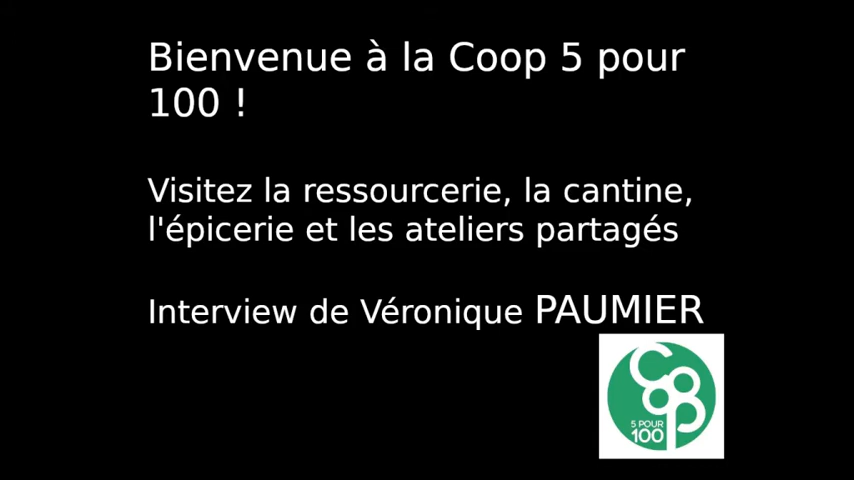 Bienvenue à la Coop 5 pour
100 !
Visitez la ressourcerie, la cantine,
l'épicerie et les ateliers partagés
Interview de Véronique PAUMIER
Coop
5 POUR
100